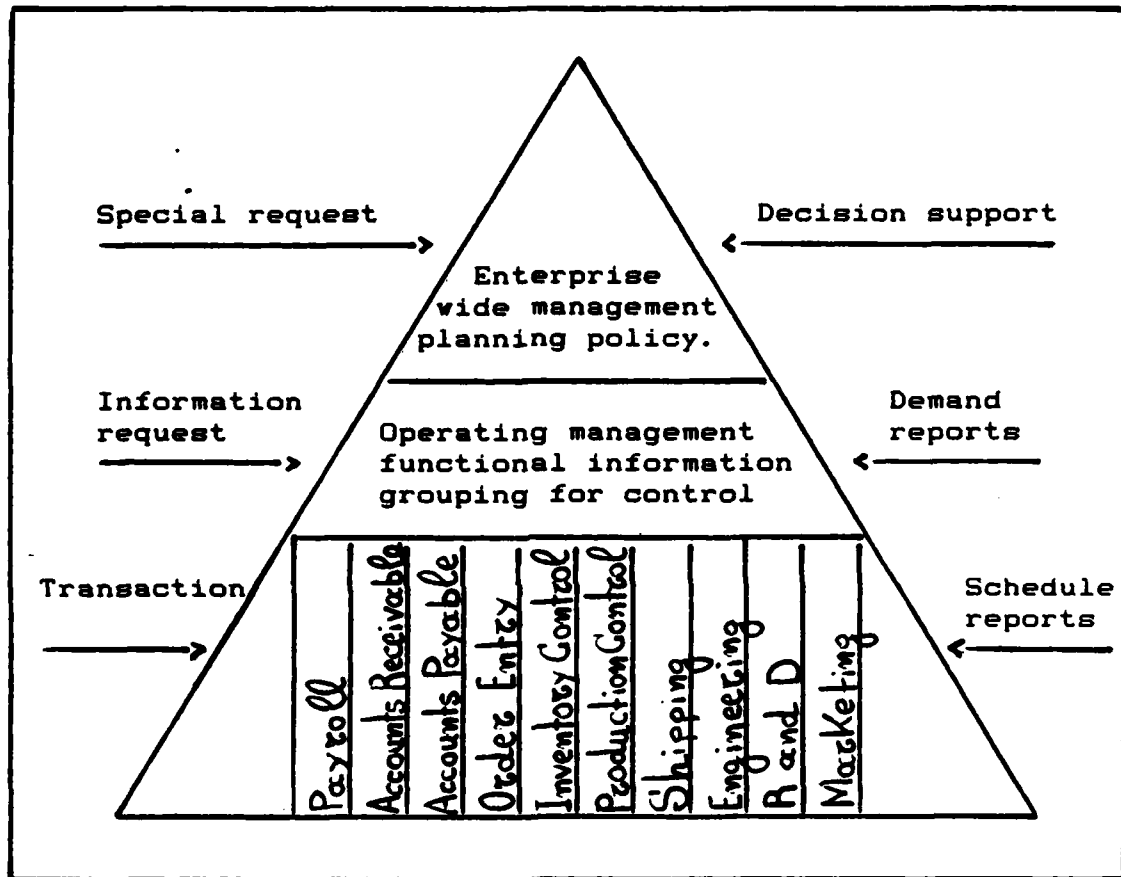 Special request
Decision support
Enterprise
wide management
planning policy.
Information
request
Demand
reports
Operating management
functional information
grouping for control
Transaction
Schedule
reports
Payroll
Accounts Receivable
Accounts Payable
Order Entry
Inventory Control
Production Control
Shipping
Engineering
R and D
Marketing